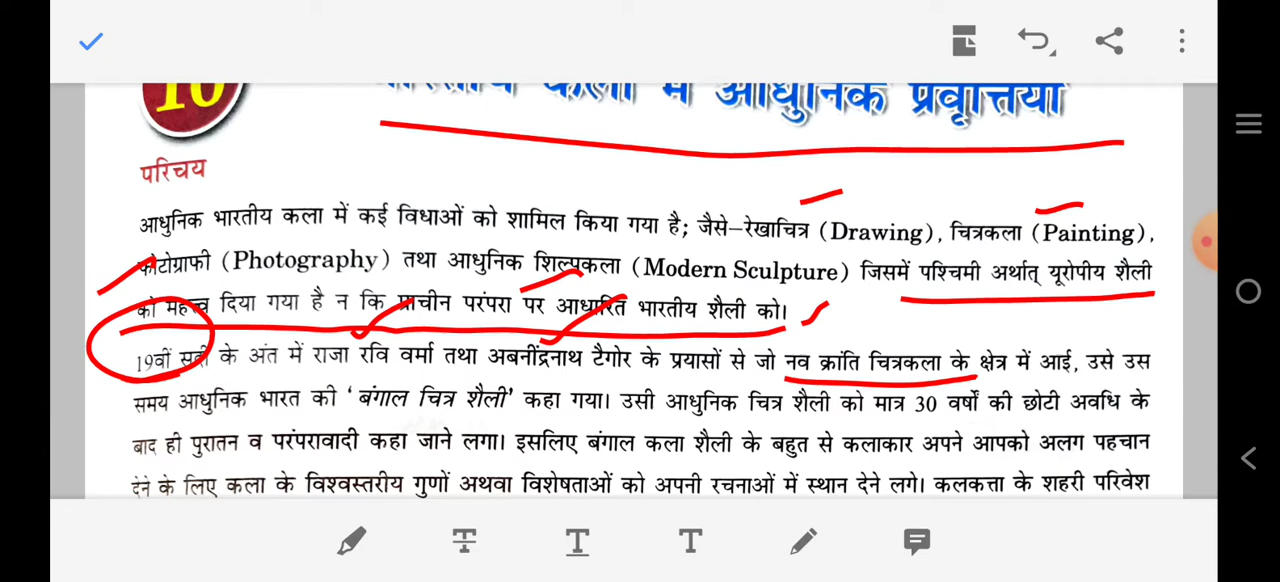 10
भारतीय कला में आधुनिक प्रवृत्तियाँ
परिचय
आधुनिक भारतीय कला में कई विधाओं को शामिल किया गया है; जैसे–रेखाचित्र (Drawing), चित्रकला (Painting),
फोटोग्राफी (Photography) तथा आधुनिक शिल्पकला (Modern Sculpture) जिसमें पश्चिमी अर्थात् यूरोपीय शैली
को महत्त्व दिया गया है न कि प्राचीन परंपरा पर आधारित भारतीय शैली को।
19वीं सदी के अंत में राजा रवि वर्मा तथा अबनींद्रनाथ टैगोर के प्रयासों से जो नव क्रांति चित्रकला के क्षेत्र में आई, उसे उस
समय आधुनिक भारत की ‘बंगाल चित्र शैली’ कहा गया। उसी आधुनिक चित्र शैली को मात्र 30 वर्षों की छोटी अवधि के
बाद ही पुरातन व परंपरावादी कहा जाने लगा। इसलिए बंगाल कला शैली के बहुत से कलाकार अपने आपको अलग पहचान
देने के लिए कला के विश्वस्तरीय गुणों अथवा विशेषताओं को अपनी रचनाओं में स्थान देने लगे। कलकत्ता के शहरी परिवेश
T T T